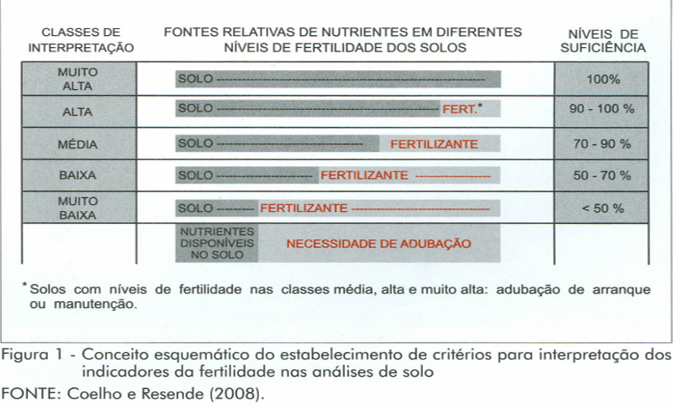 CLASSES DE INTERPRETAÇÃO
FONTES RELATIVAS DE NUTRIENTES EM DIFERENTES NÍVEIS DE FERTILIDADE DOS SOLOS
NÍVEIS DE SUFICIÊNCIA
MUITO ALTA SOLO 100%
ALTA SOLO FERT.* 90 - 100 %
MÉDIA SOLO FERTILIZANTE 70 - 90 %
BAIXA SOLO FERTILIZANTE 50 - 70 %
MUITO BAIXA SOLO FERTILIZANTE < 50 %
NUTRIENTES DISPONÍVEIS NO SOLO NECESSIDADE DE ADUBAÇÃO
*Solos com níveis de fertilidade nas classes média, alta e muito alta: adubação de arranque
ou manutenção.
Figura 1 - Conceito esquemático do estabelecimento de critérios para interpretação dos
indicadores da fertilidade nas análises de solo
FONTE: Coelho e Resende (2008).